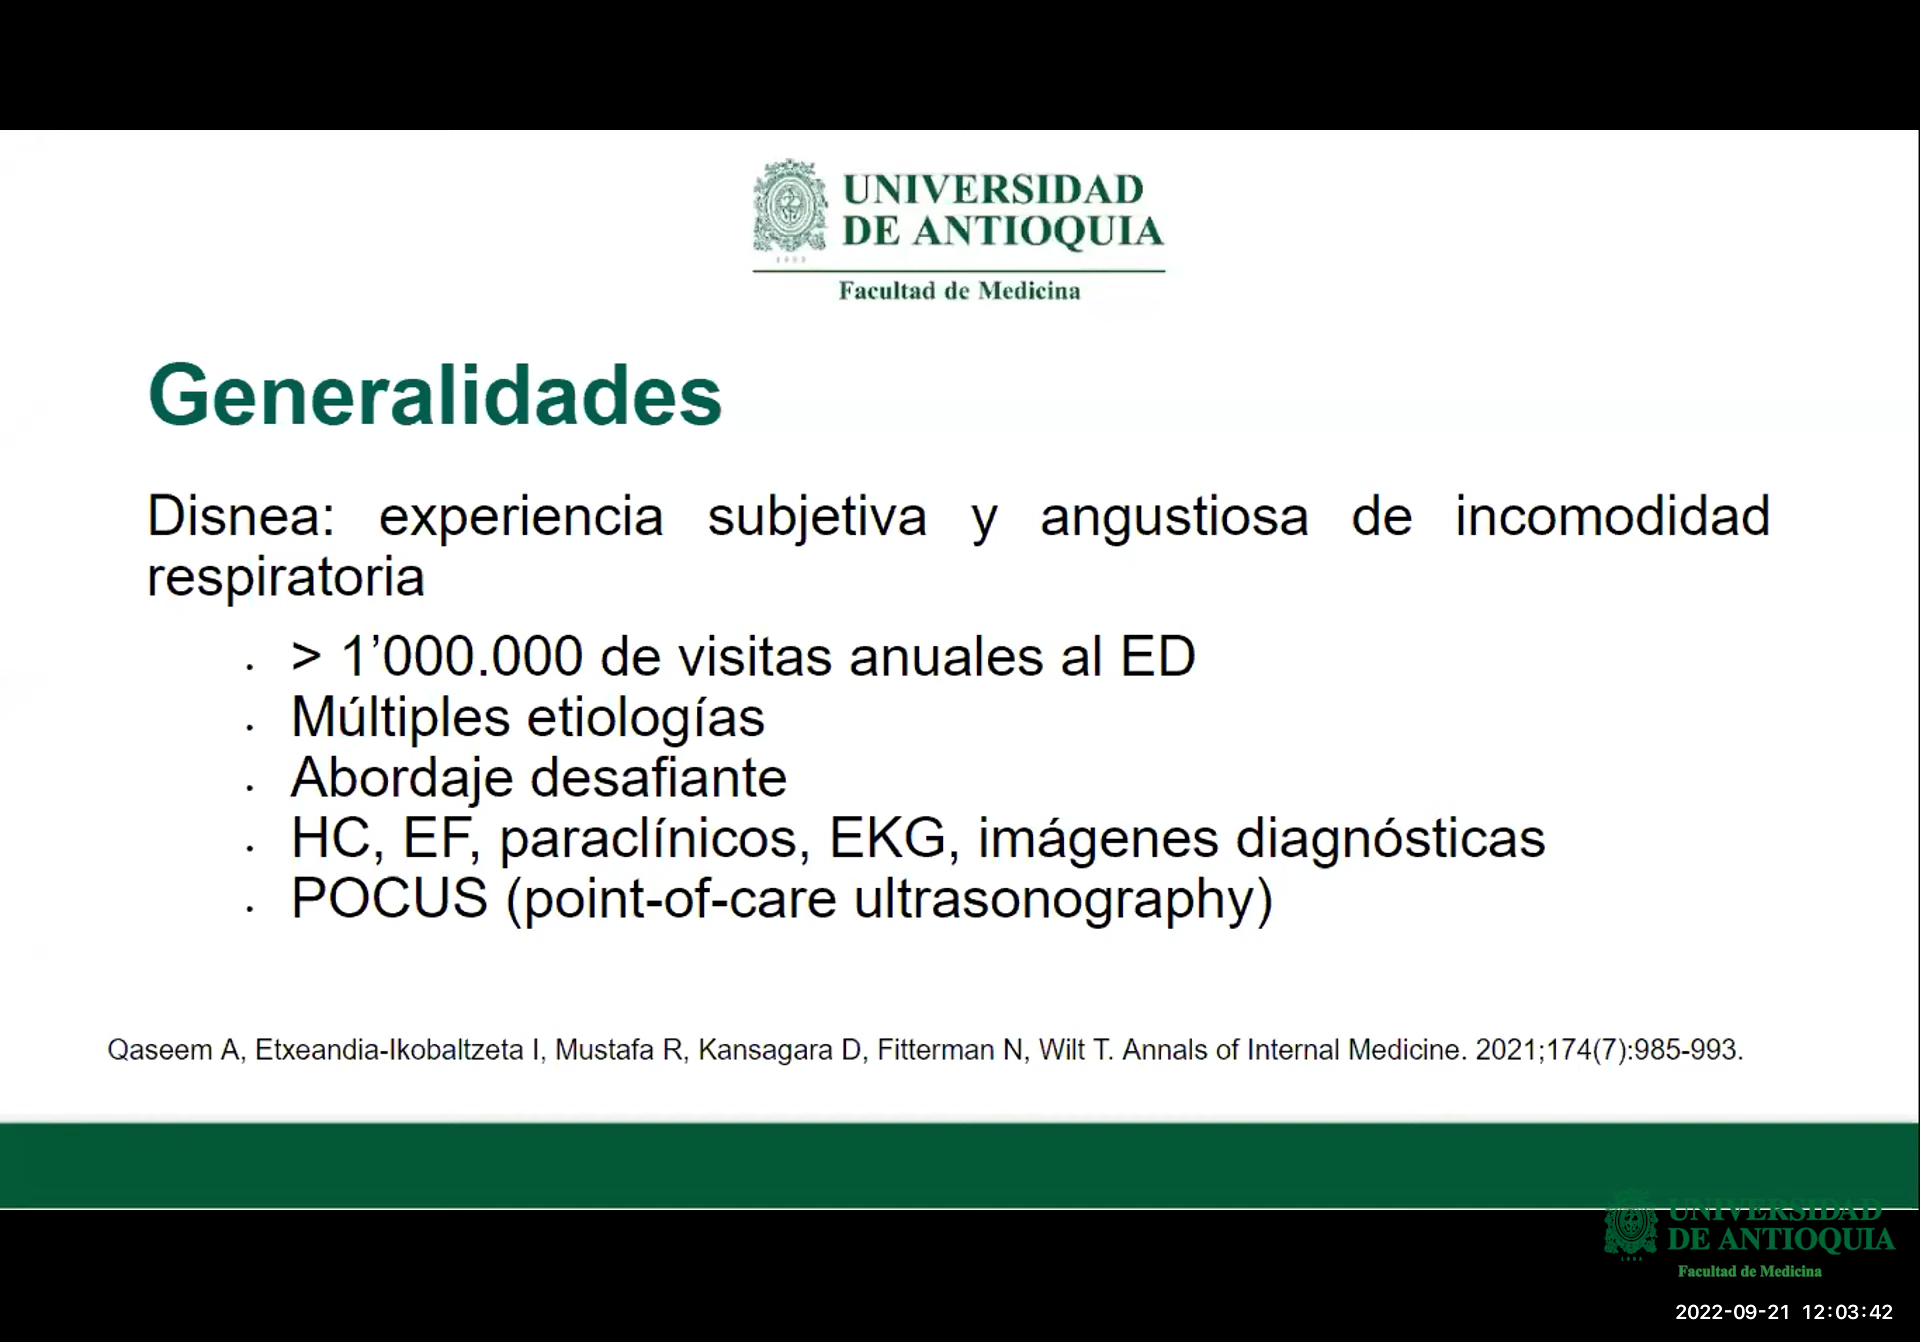 UNIVERSIDAD
DE ANTIOQUIA
1803
Facultad de Medicina
Generalidades
Disnea: experiencia subjetiva y angustiosa de incomodidad
respiratoria
· > 1’000.000 de visitas anuales al ED
· Múltiples etiologías
· Abordaje desafiante
· HC, EF, paraclínicos, EKG, imágenes diagnósticas
· POCUS (point-of-care ultrasonography)
Qaseem A, Etxeandia-Ikobaltzeta I, Mustafa R, Kansagara D, Fitterman N, Wilt T. Annals of Internal Medicine. 2021;174(7):985-993.
UNIVERSIDAD
DE ANTIOQUIA
1803
Facultad de Medicina
2022-09-21 12:03:42